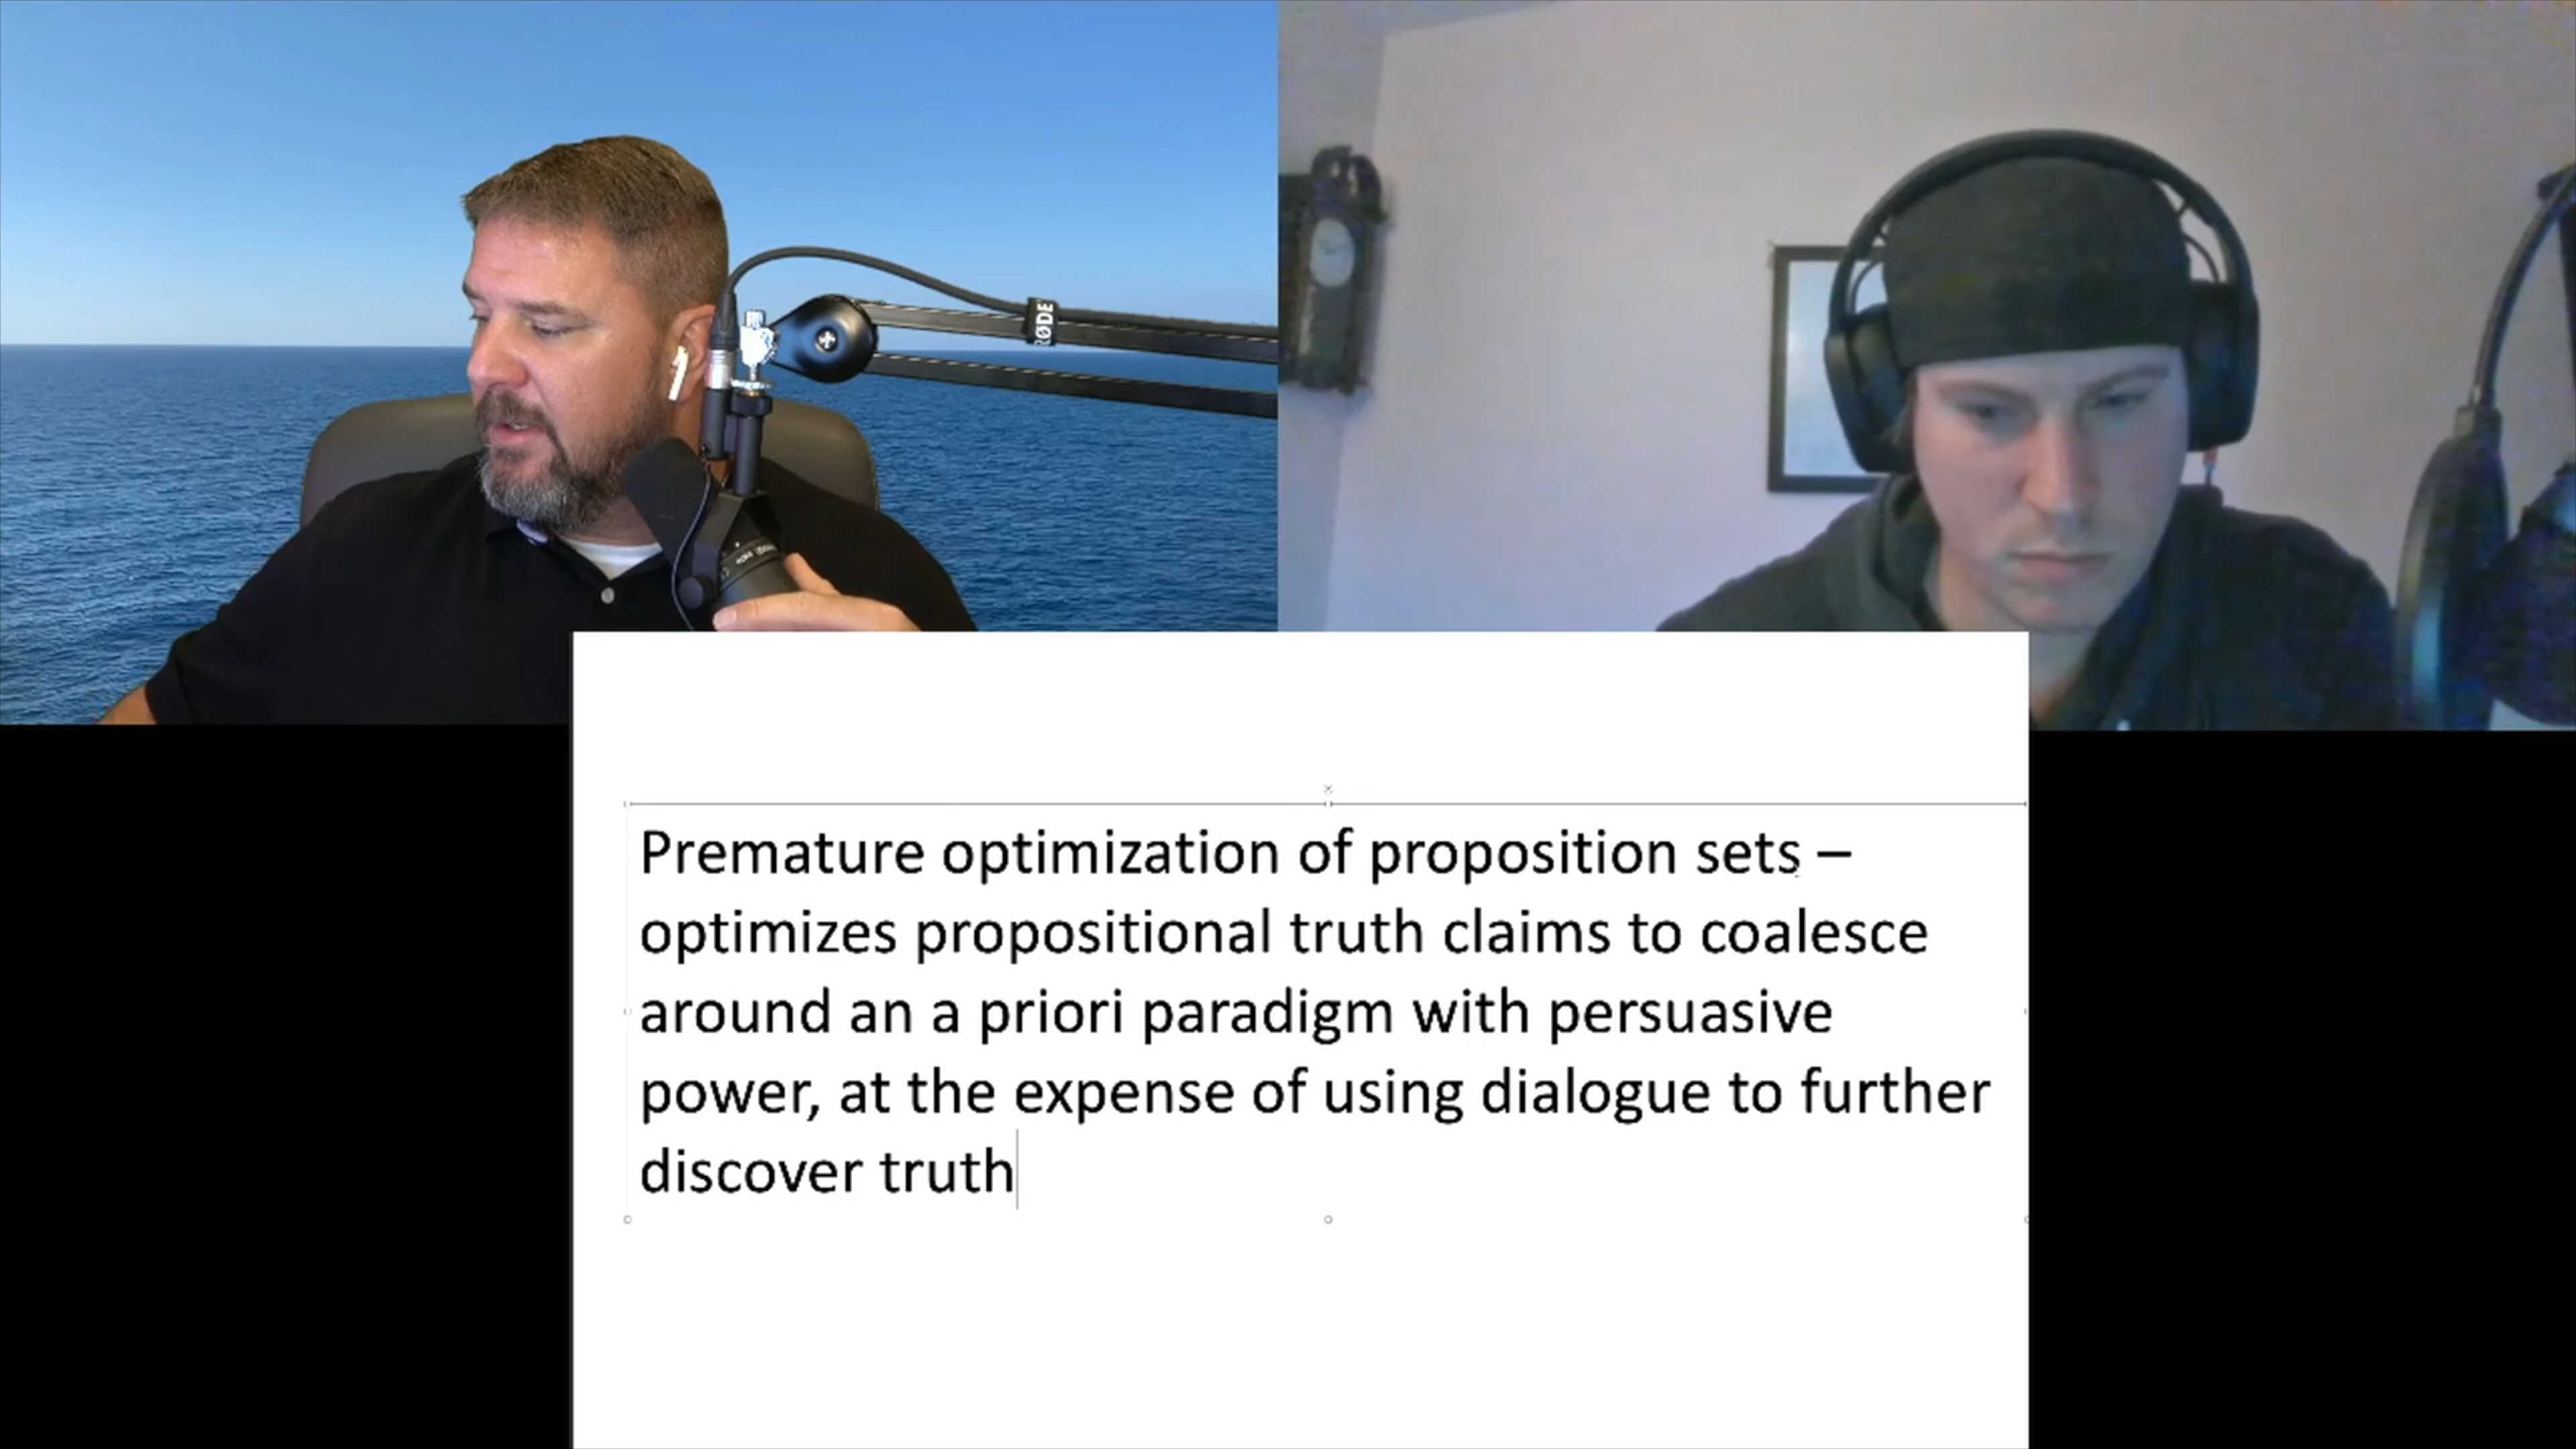 RØDE
Premature optimization of proposition sets –
optimizes propositional truth claims to coalesce
around an a priori paradigm with persuasive
power, at the expense of using dialogue to further
discover truth